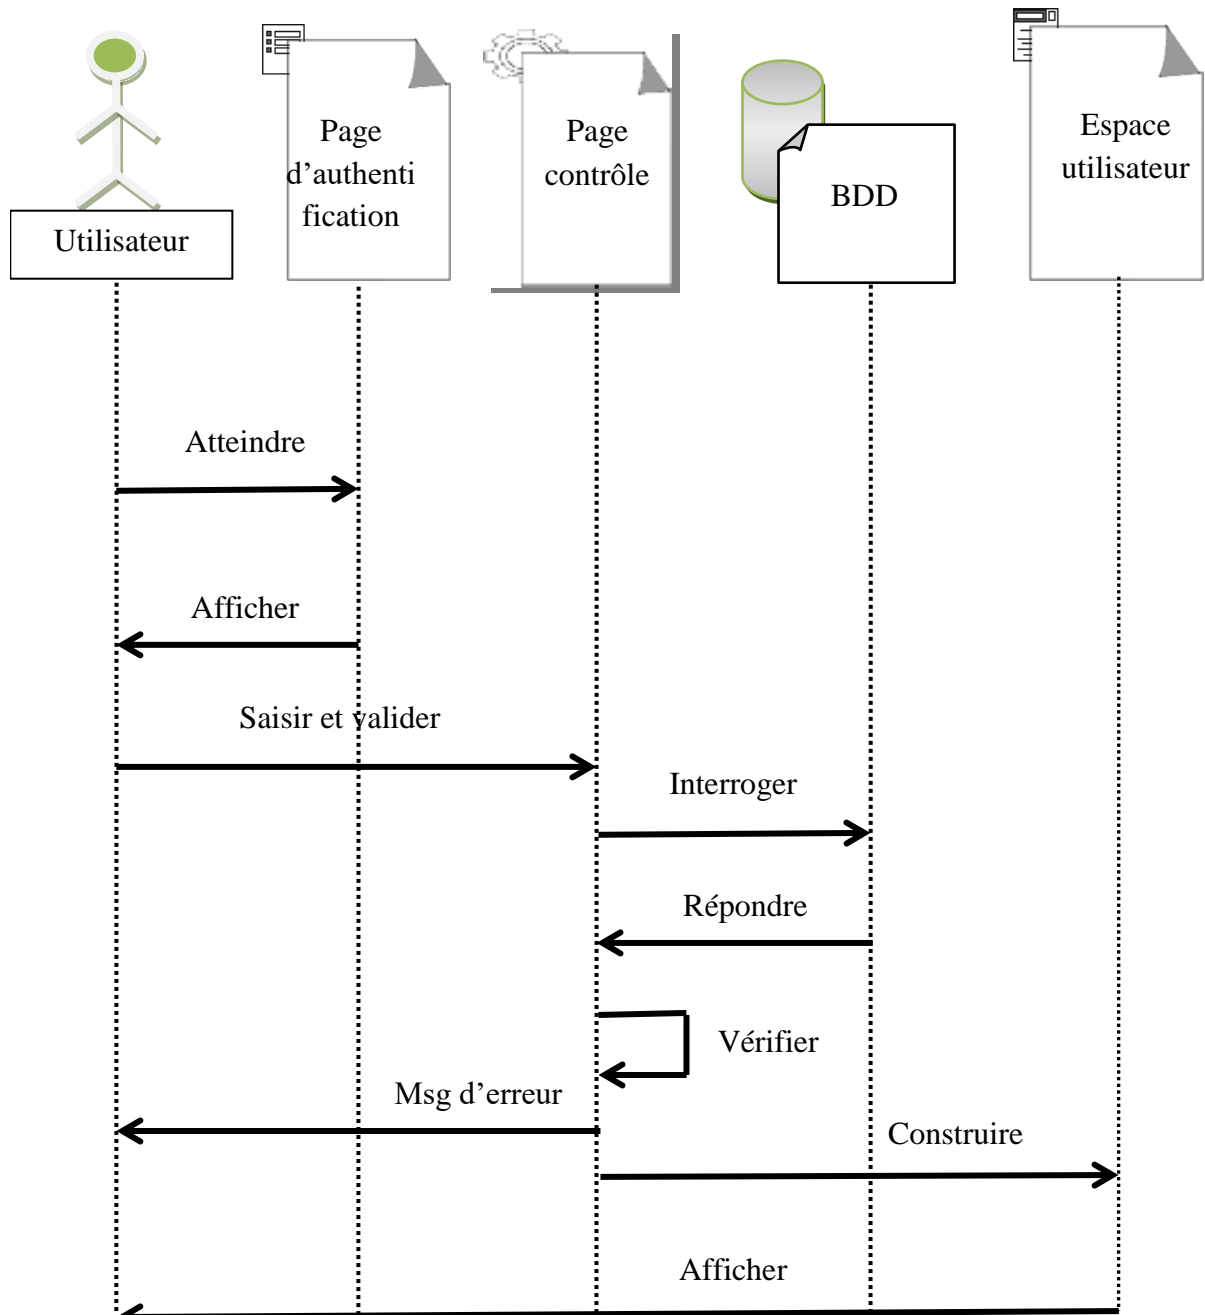 Utilisateur
Page
d’authenti
fication
Page
contrôle
BDD
Espace
utilisateur
Atteindre
Afficher
Saisir et valider
Interroger
Répondre
Vérifier
Msg d’erreur
Construire
Afficher